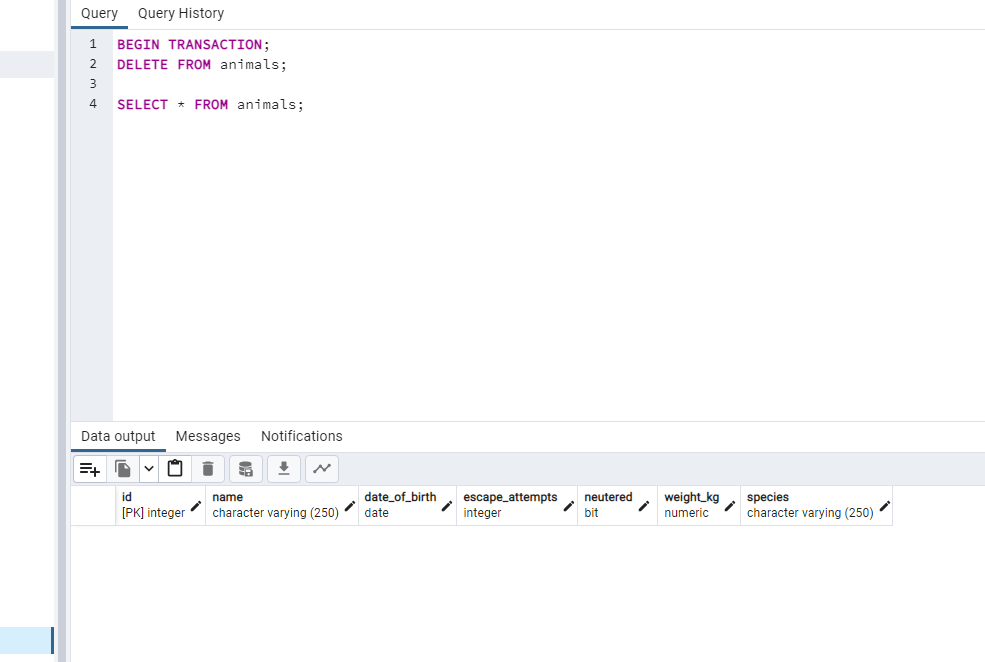 Query Query History
1 BEGIN TRANSACTION;
2 DELETE FROM animals;
3
4 SELECT * FROM animals;
Data output Messages Notifications
id name date_of_birth escape_attempts neutered weight_kg species
[PK] integer character varying (250) date integer bit numeric character varying (250)